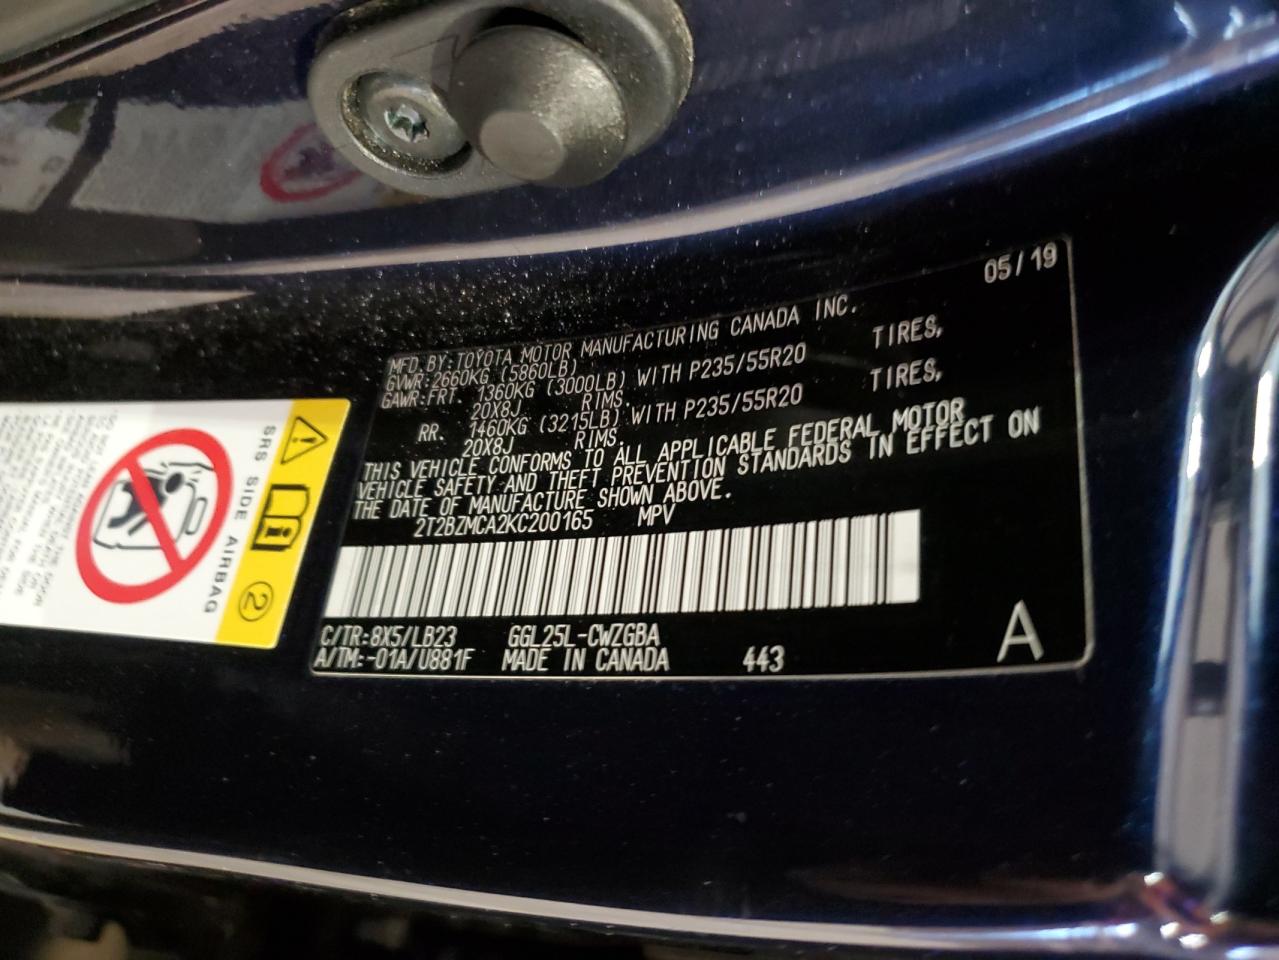 05/19
MFD. BY: TOYOTA MOTOR MANUFACTURING CANADA INC.
GVWR: 2660KG (5860LB)
GAWR: FRT. 1360KG (3000LB) WITH P235/55R20 TIRES,
20X8J RIMS.
RR. 1460KG (3215LB) WITH P235/55R20 TIRES,
20X8J RIMS.
THIS VEHICLE CONFORMS TO ALL APPLICABLE FEDERAL MOTOR
VEHICLE SAFETY AND THEFT PREVENTION STANDARDS IN EFFECT ON
THE DATE OF MANUFACTURE SHOWN ABOVE.
2T2BZMCA2KC200165 MPV
C/TR: 8X5/LB23 GGL25L-CWZGBA
A/TM: -01A/U881F MADE IN CANADA 443
A
SRS SIDE AIRBAG
2